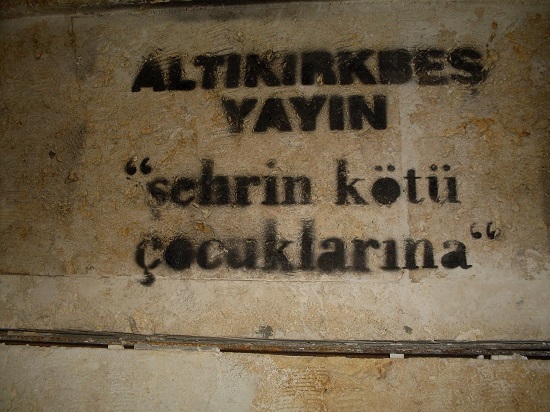 ALTIKIRKBEŞ
YAYIN
“şehrin kötü
çocuklarına“